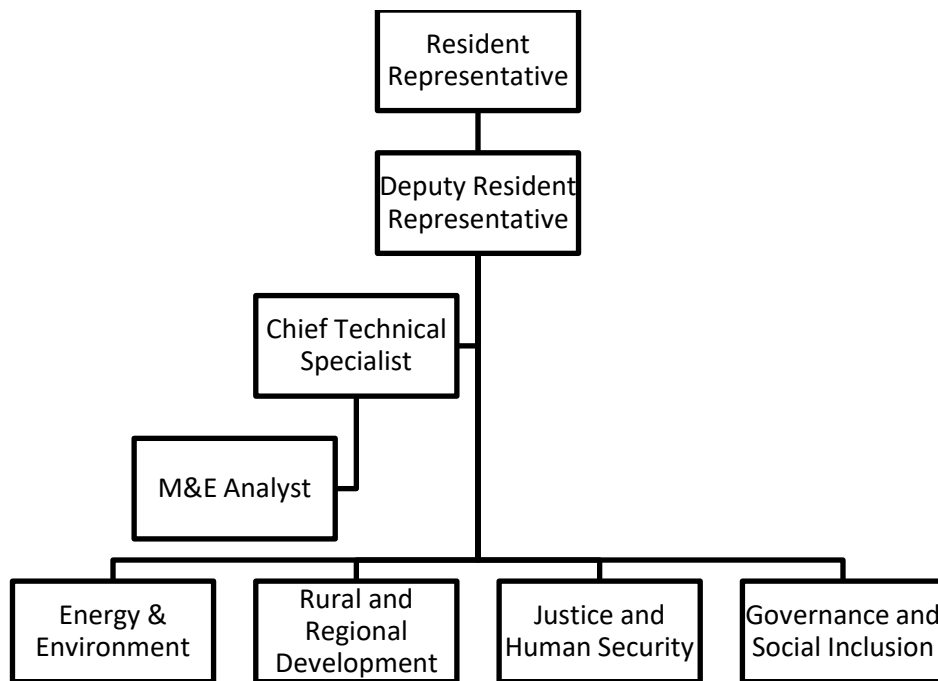 Resident
Representative
Deputy Resident
Representative
Chief Technical
Specialist
M&E Analyst
Energy &
Environment
Rural and
Regional
Development
Justice and
Human Security
Governance and
Social Inclusion